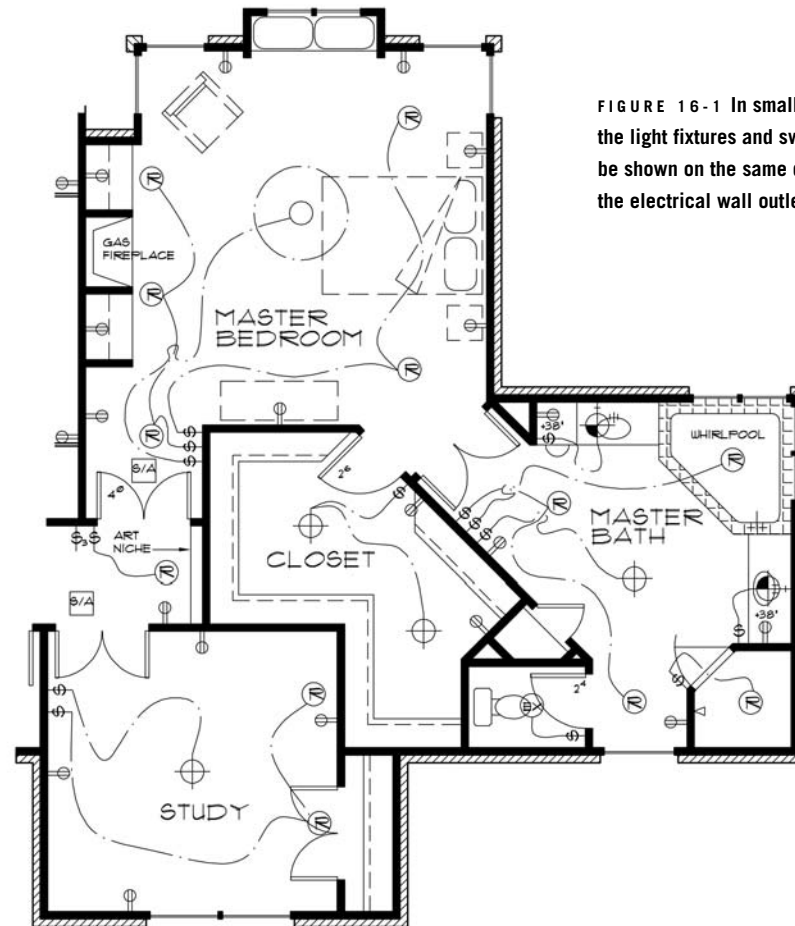 FIGURE 16-1 In small
the light fixtures and sw
be shown on the same
the electrical wall outle
GAS
FIREPLACE
MASTER
BEDROOM
S/A
4⁰
ART
NICHE
S/A
2⁶
CLOSET
+38'
WHIRLPOOL
MASTER
BATH
+38'
2⁴
EX
STUDY
R
R
R
R
R
R
R
R
R
R
R
R
R
$
$
$
$₃$
$
$
$
$
$
$
$
$
$
$
$